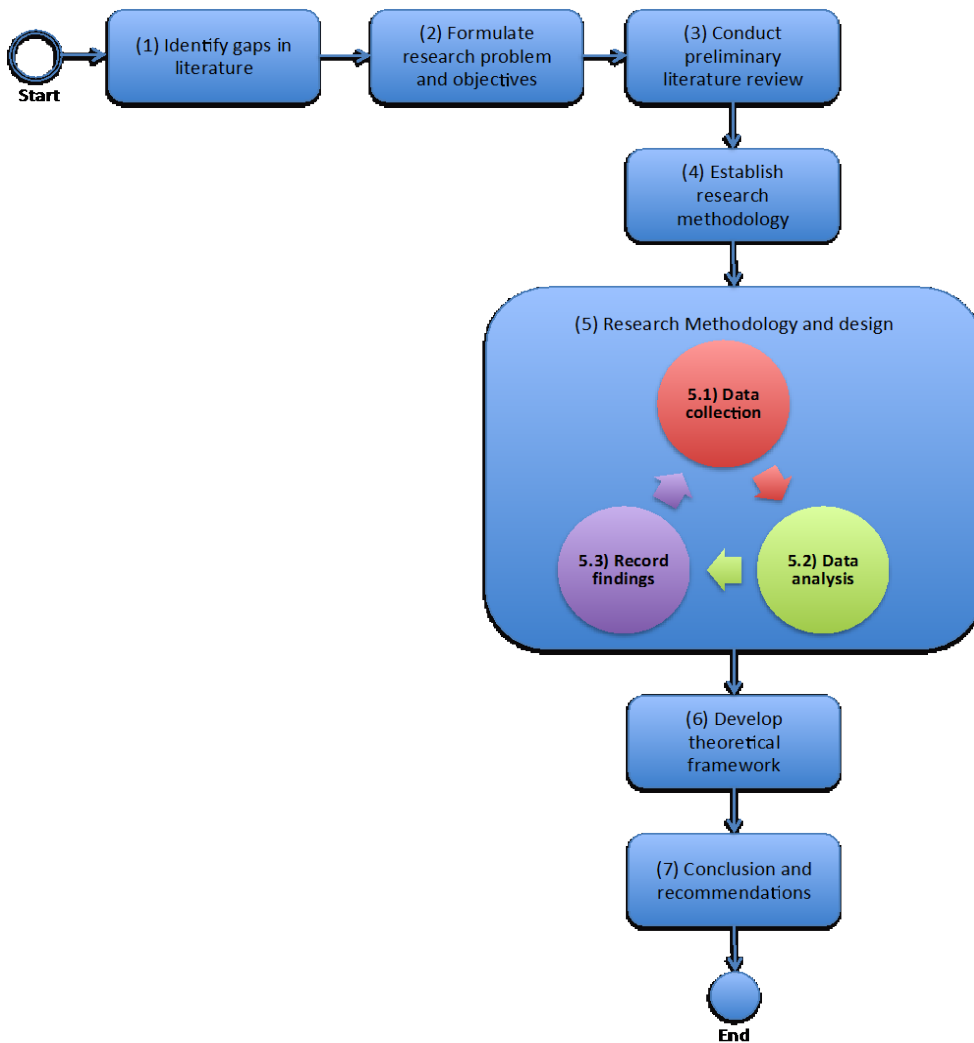 Start
(1) Identify gaps in
literature
(2) Formulate
research problem
and objectives
(3) Conduct
preliminary
literature review
(4) Establish
research
methodology
(5) Research Methodology and design
5.1) Data
collection
5.2) Data
analysis
5.3) Record
findings
(6) Develop
theoretical
framework
(7) Conclusion and
recommendations
End